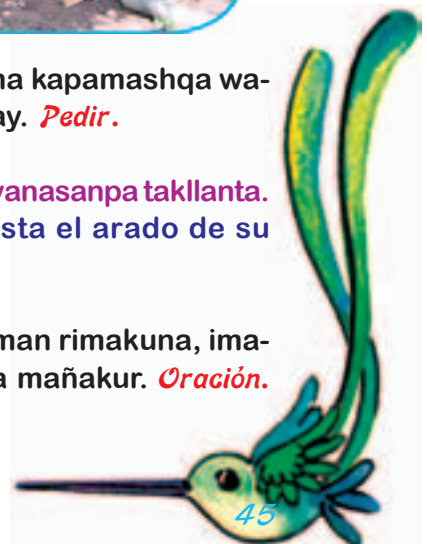 na kapamashqa wa-
ay. Pedir.
yanasanpa takllanta.
sta el arado de su
man rimakuna, ima-
a mañakur. Oración.
45